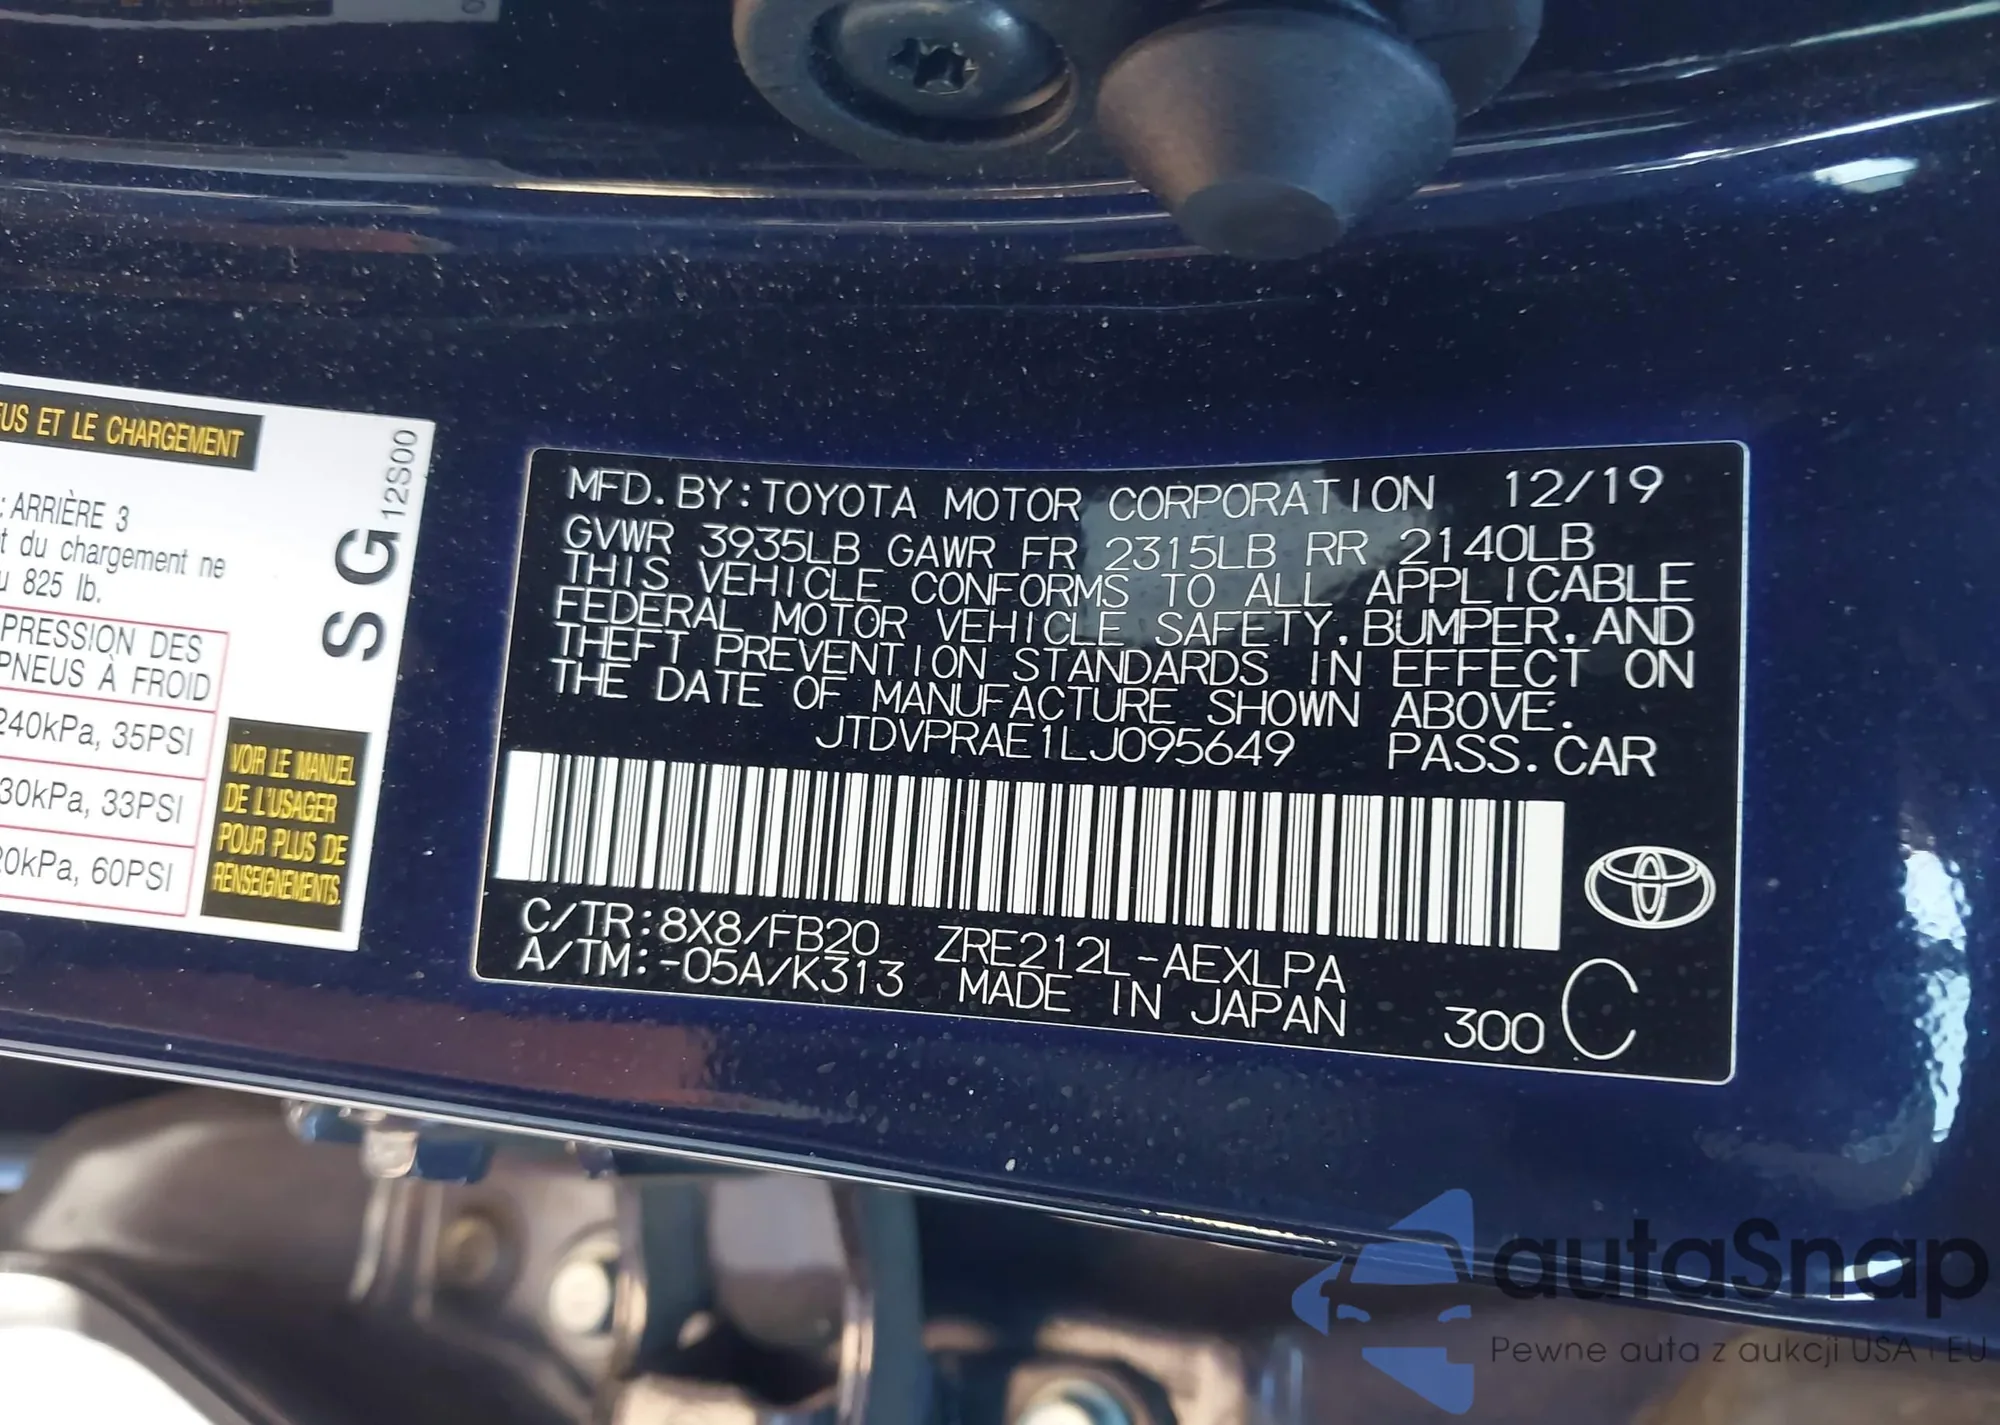 EUS ET LE CHARGEMENT
: ARRIÈRE 3
t du chargement ne
u 825 lb.
PRESSION DES
PNEUS À FROID
240kPa, 35PSI
30kPa, 33PSI
20kPa, 60PSI
VOIR LE MANUEL
DE L'USAGER
POUR PLUS DE
RENSEIGNEMENTS.
SG
12S00
MFD. BY:TOYOTA MOTOR CORPORATION 12/19
GVWR 3935LB GAWR FR 2315LB RR 2140LB
THIS VEHICLE CONFORMS TO ALL APPLICABLE
FEDERAL MOTOR VEHICLE SAFETY, BUMPER, AND
THEFT PREVENTION STANDARDS IN EFFECT ON
THE DATE OF MANUFACTURE SHOWN ABOVE.
JTDVPRAE1LJ095649 PASS. CAR
C/TR:8X8/FB20 ZRE212L-AEXLPA
A/TM:-05A/K313 MADE IN JAPAN
300 C
autaSnap
Pewne auta z aukcji USA i EU